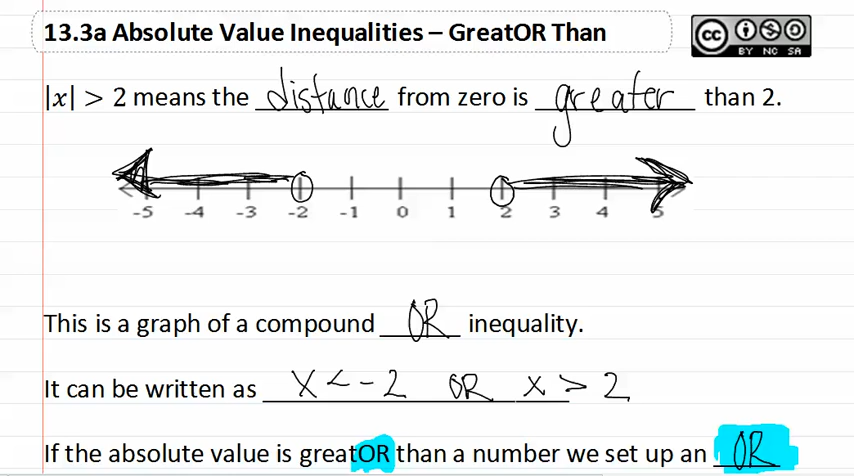 13.3a Absolute Value Inequalities – GreatOR Than
cc BY NC SA
|x| > 2 means the distance from zero is greater than 2.
-5 -4 -3 -2 -1 0 1 2 3 4 5
This is a graph of a compound OR inequality.
It can be written as x < -2 OR x > 2
If the absolute value is greatOR than a number we set up an OR